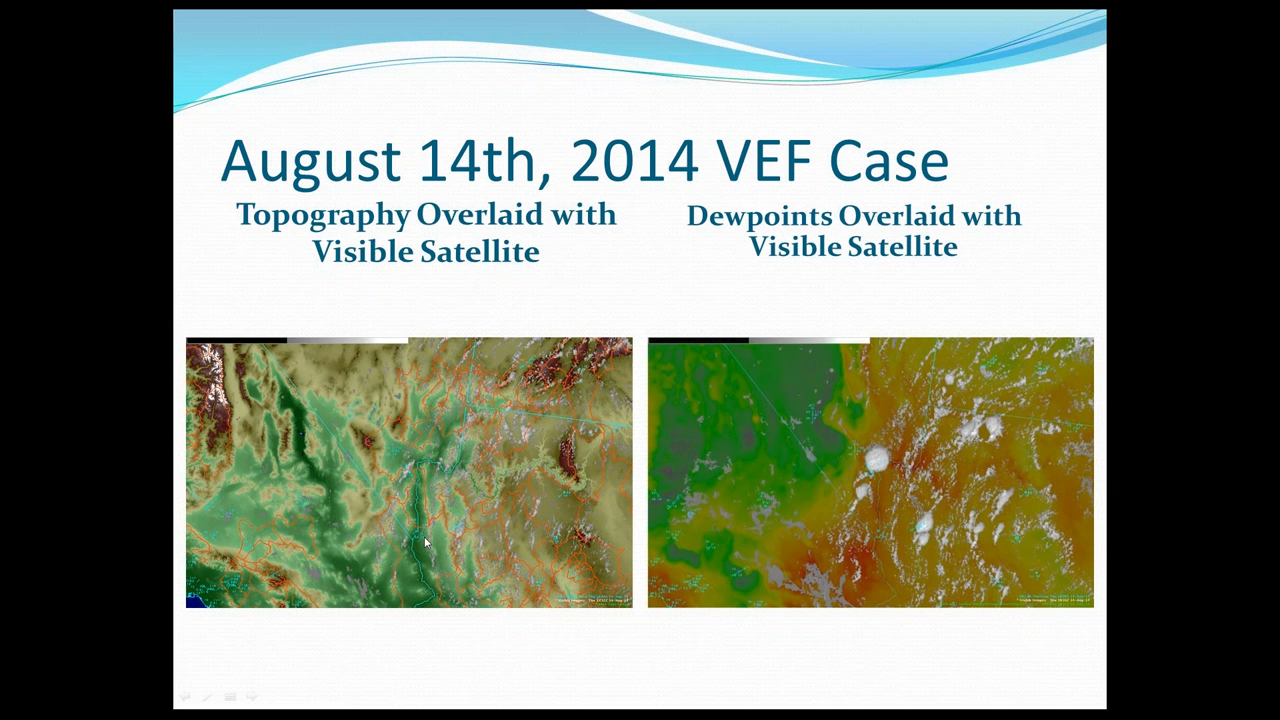 August 14th, 2014 VEF Case
Topography Overlaid with
Visible Satellite
Dewpoints Overlaid with
Visible Satellite